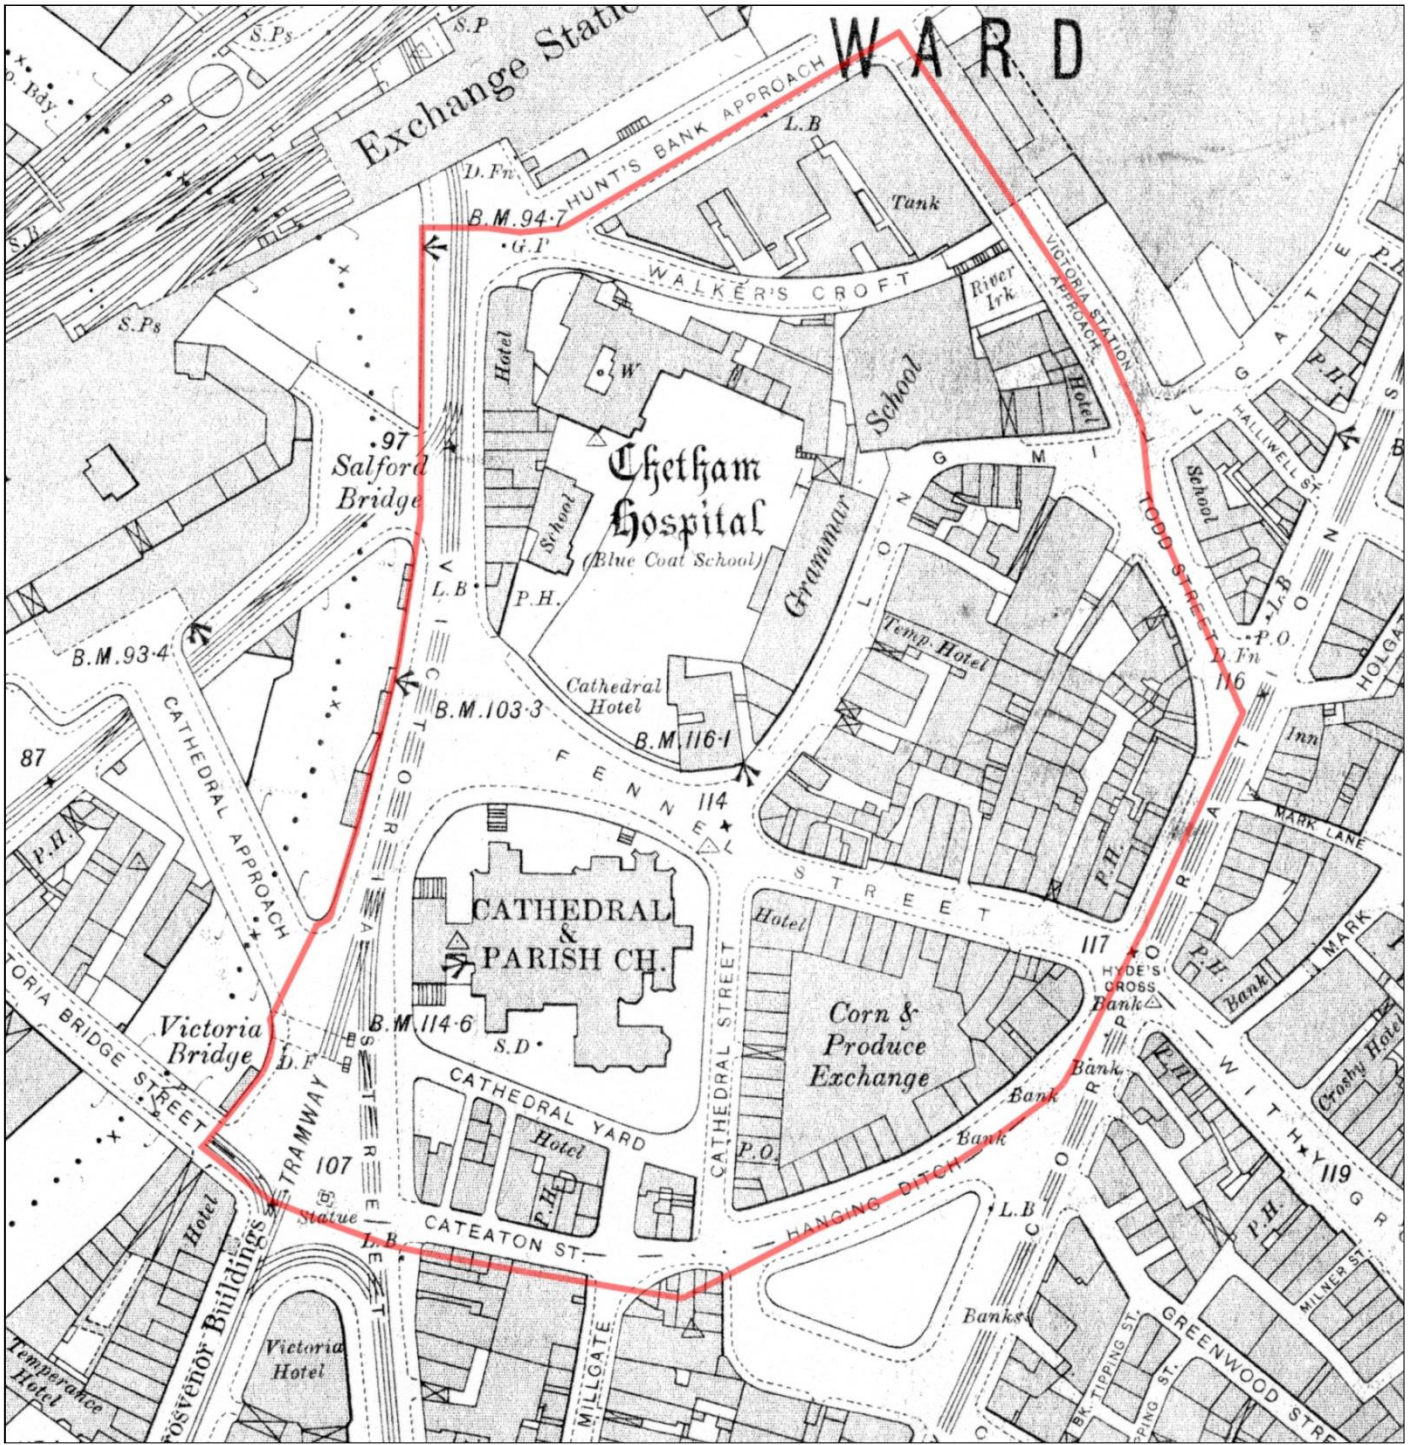 WARD
Exchange Statio
S.Ps
S.P
o. Bdy.
HUNT'S BANK APPROACH
L.B
D.Fn
B.M.94·7
G.P
Tank
S.B.
S.Ps
WALKER'S CROFT
River
Irk
VICTORIA STATION
APPROACH
Hotel
W
School
Hotel
LONG MILLGATE
P.H.
HALLIWELL ST.
97
Salford
Bridge
Chetham
Hospital
(Blue Coat School)
School
Grammar
School
TODD STREET
L.B
P.H.
L.B
P.O.
D.Fn
116
HOLGAT
B.M.93·4
Temp. Hotel
Cathedral
Hotel
B.M.103·3
B.M.116·1
Inn
MARK LANE
87
CATHEDRAL APPROACH
VICTORIA STREET
FENNEL STREET
114
P.H.
P.H.
CATHEDRAL
&
PARISH CH.
Hotel
117
HYDE'S
CROSS
Bank
P.H.
Bank
MARK
CORPORATION S
TORIA BRIDGE STREET
Victoria
Bridge
D.F
B.M.114·6
S.D
CATHEDRAL STREET
Corn &
Produce
Exchange
Bank
Bank
Bank
P.H
WITHY GR
Crosby Hotel
CATHEDRAL YARD
TRAMWAY
107
Statue
Hotel
P.H.
P.O.
119
Hotel
L.B
CATEATON ST.
HANGING DITCH
L.B
P.H.
MILNER ST.
Grosvenor Buildings
Victoria
Hotel
Temperance
Hotel
MILLGATE
Banks
BK. TIPPING ST.
PPING ST.
GREENWOOD STRE